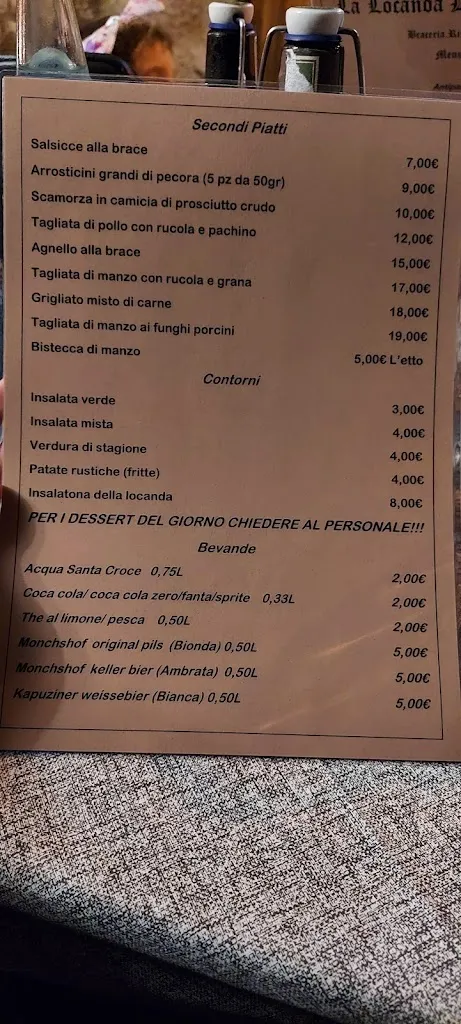 La Locanda
Braceria
Secondi Piatti
Salsicce alla brace 7,00€
Arrosticini grandi di pecora (5 pz da 50gr) 9,00€
Scamorza in camicia di prosciutto crudo 10,00€
Tagliata di pollo con rucola e pachino 12,00€
Agnello alla brace 15,00€
Tagliata di manzo con rucola e grana 17,00€
Grigliato misto di carne 18,00€
Tagliata di manzo ai funghi porcini 19,00€
Bistecca di manzo 5,00€ L'etto
Contorni
Insalata verde 3,00€
Insalata mista 4,00€
Verdura di stagione 4,00€
Patate rustiche (fritte) 4,00€
Insalatona della locanda 8,00€
PER I DESSERT DEL GIORNO CHIEDERE AL PERSONALE!!!
Bevande
Acqua Santa Croce 0,75L 2,00€
Coca cola/ coca cola zero/fanta/sprite 0,33L 2,00€
The al limone/ pesca 0,50L 2,00€
Monchshof original pils (Bionda) 0,50L 5,00€
Monchshof keller bier (Ambrata) 0,50L 5,00€
Kapuziner weissebier (Bianca) 0,50L 5,00€